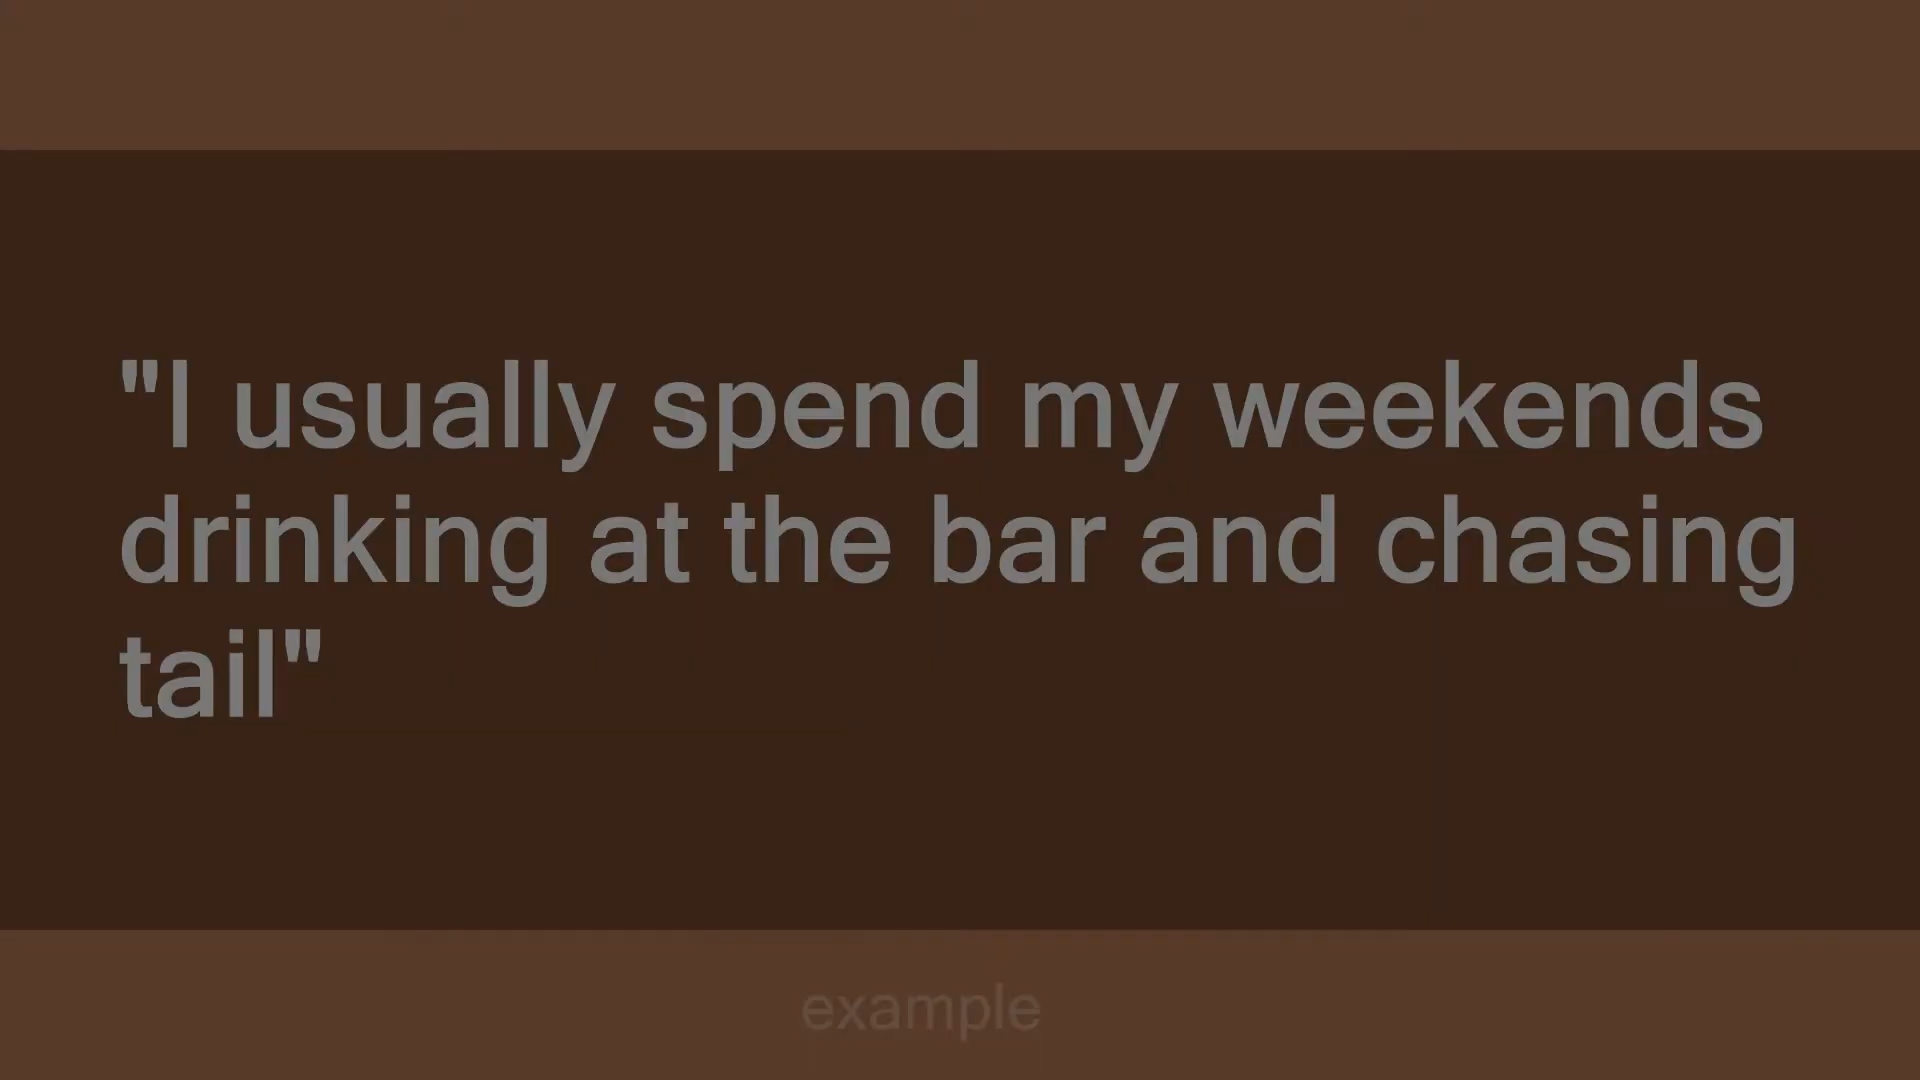 "I usually spend my weekends
drinking at the bar and chasing
tail"
example